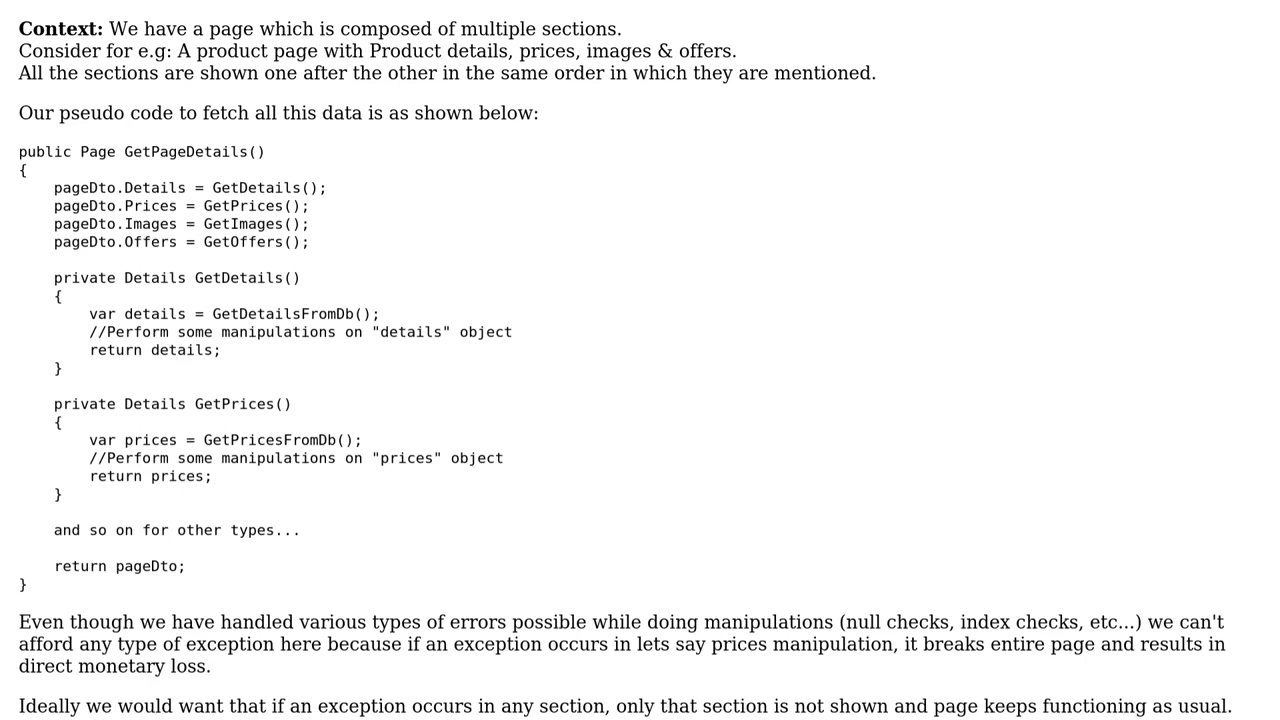 Context: We have a page which is composed of multiple sections.
Consider for e.g: A product page with Product details, prices, images & offers.
All the sections are shown one after the other in the same order in which they are mentioned.
Our pseudo code to fetch all this data is as shown below:
public Page GetPageDetails()
{
    pageDto.Details = GetDetails();
    pageDto.Prices = GetPrices();
    pageDto.Images = GetImages();
    pageDto.Offers = GetOffers();
    private Details GetDetails()
    {
        var details = GetDetailsFromDb();
        //Perform some manipulations on "details" object
        return details;
    }
    private Details GetPrices()
    {
        var prices = GetPricesFromDb();
        //Perform some manipulations on "prices" object
        return prices;
    }
    and so on for other types...
    return pageDto;
}
Even though we have handled various types of errors possible while doing manipulations (null checks, index checks, etc...) we can't
afford any type of exception here because if an exception occurs in lets say prices manipulation, it breaks entire page and results in
direct monetary loss.
Ideally we would want that if an exception occurs in any section, only that section is not shown and page keeps functioning as usual.